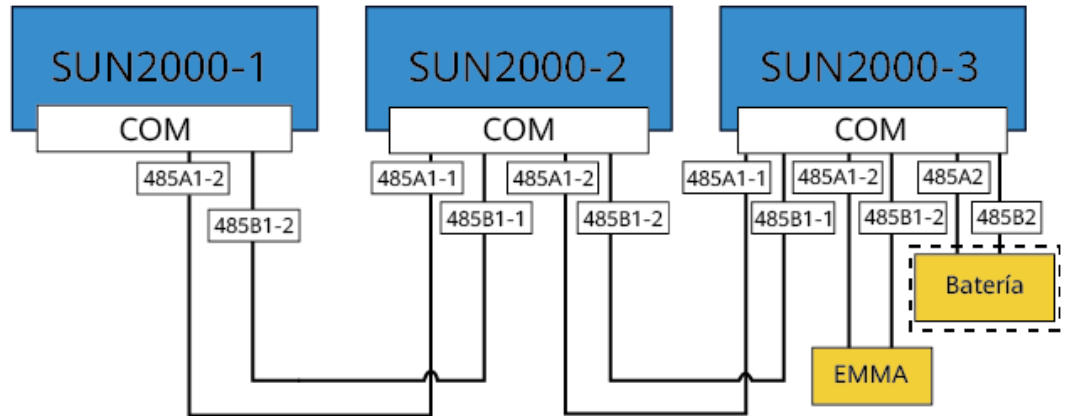 SUN2000-1
SUN2000-2
SUN2000-3
COM
COM
COM
485A1-2
485A1-1
485A1-2
485A1-1
485A1-2
485A2
485B1-2
485B1-1
485B1-2
485B1-1
485B1-2
485B2
Batería
EMMA